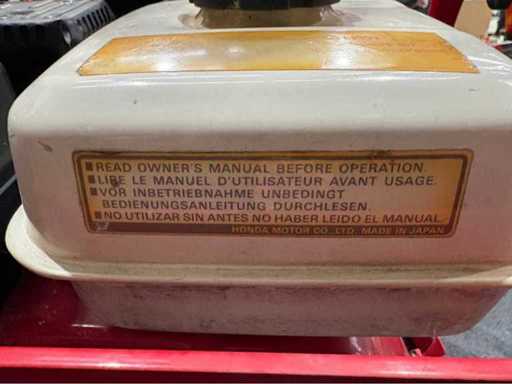 ■READ OWNER'S MANUAL BEFORE OPERATION.
■LIRE LE MANUEL D'UTILISATEUR AVANT USAGE.
■VOR INBETRIEBNAHME UNBEDINGT
BEDIENUNGSANLEITUNG DURCHLESEN.
■NO UTILIZAR SIN ANTES NO HABER LEIDO EL MANUAL.
HONDA MOTOR CO., LTD. MADE IN JAPAN